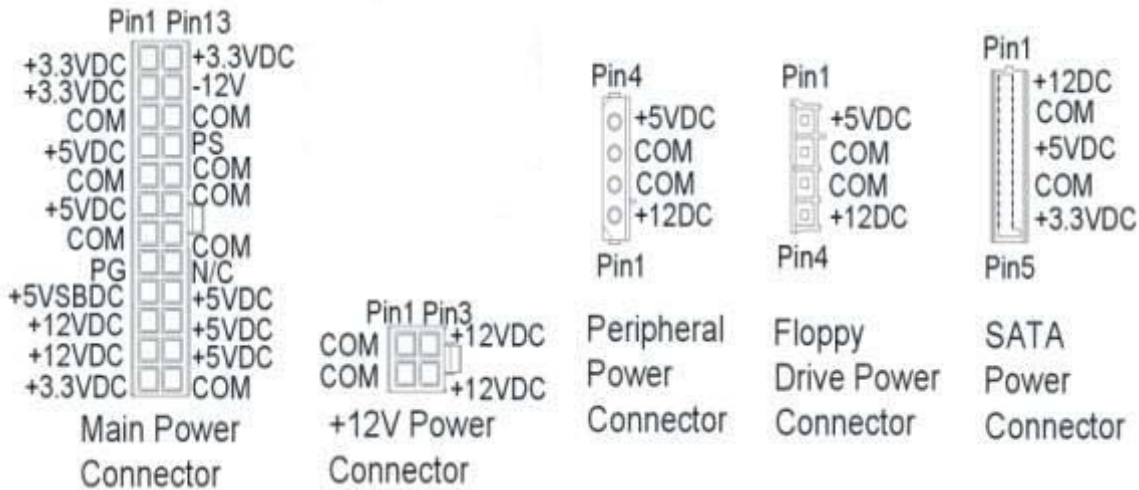 Pin1 Pin13
+3.3VDC +3.3VDC
+3.3VDC -12V
COM COM
+5VDC PS
COM COM
+5VDC COM
COM COM
PG N/C
+5VSBDC +5VDC
+12VDC +5VDC
+12VDC +5VDC
+3.3VDC COM
Main Power
Connector
Pin1 Pin3
COM +12VDC
COM +12VDC
+12V Power
Connector
Pin4
+5VDC
COM
COM
+12DC
Pin1
Peripheral
Power
Connector
Pin1
+5VDC
COM
COM
+12DC
Pin4
Floppy
Drive Power
Connector
Pin1
+12DC
COM
+5VDC
COM
+3.3VDC
Pin5
SATA
Power
Connector